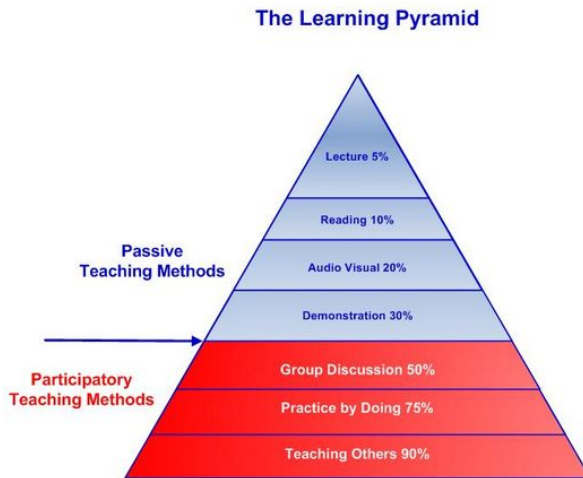 The Learning Pyramid
Lecture 5%
Reading 10%
Audio Visual 20%
Demonstration 30%
Passive
Teaching Methods
Group Discussion 50%
Practice by Doing 75%
Teaching Others 90%
Participatory
Teaching Methods